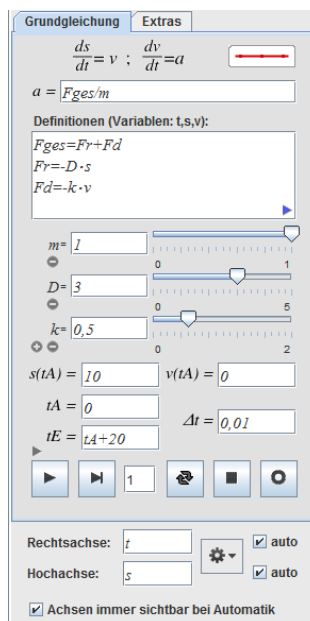 Grundgleichung Extras
ds/dt = v ; dv/dt = a
a = Fges/m
Definitionen (Variablen: t,s,v):
Fges=Fr+Fd
Fr=-D·s
Fd=-k·v
m= 1
0 1
D= 3
0 5
k= 0,5
0 2
s(tA) = 10 v(tA) = 0
tA = 0
Δt = 0,01
tE = tA+20
1
Rechtsachse: t auto
Hochachse: s auto
Achsen immer sichtbar bei Automatik